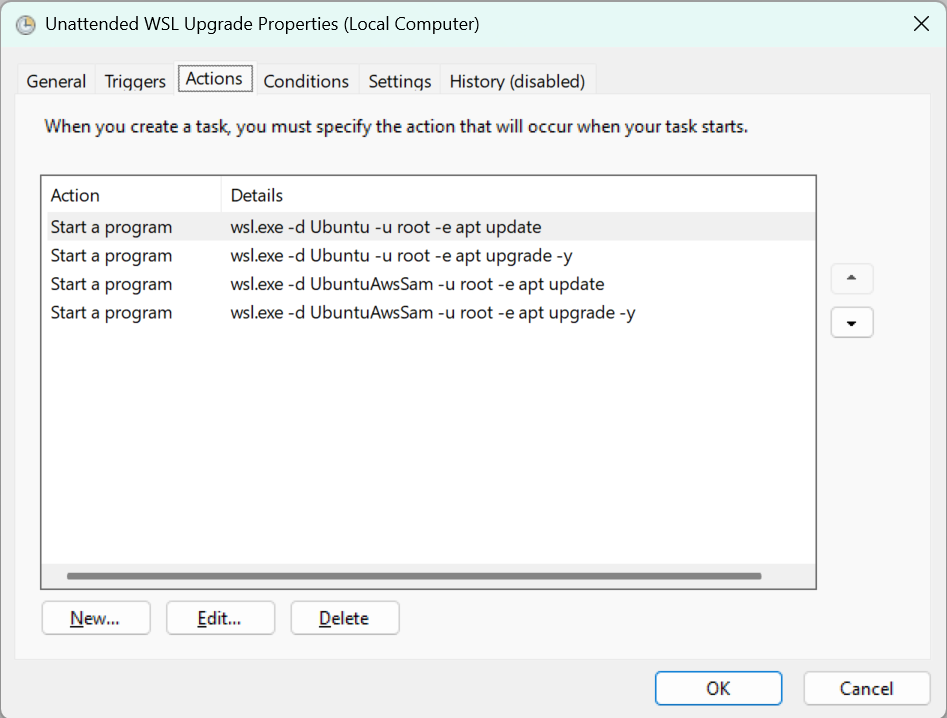 Unattended WSL Upgrade Properties (Local Computer)
General Triggers Actions Conditions Settings History (disabled)
When you create a task, you must specify the action that will occur when your task starts.
Action Details
Start a program wsl.exe -d Ubuntu -u root -e apt update
Start a program wsl.exe -d Ubuntu -u root -e apt upgrade -y
Start a program wsl.exe -d UbuntuAwsSam -u root -e apt update
Start a program wsl.exe -d UbuntuAwsSam -u root -e apt upgrade -y
New... Edit... Delete
OK Cancel